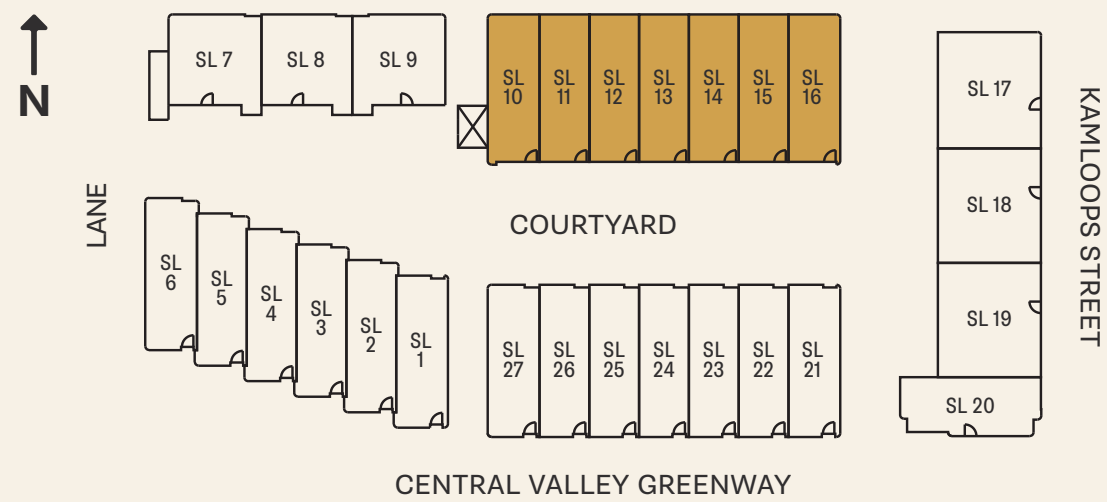 N
SL 7
SL 8
SL 9
SL
10
SL
11
SL
12
SL
13
SL
14
SL
15
SL
16
SL 17
SL 18
SL 19
SL 20
KAMLOOPS STREET
LANE
COURTYARD
SL
6
SL
5
SL
4
SL
3
SL
2
SL
1
SL
27
SL
26
SL
25
SL
24
SL
23
SL
22
SL
21
CENTRAL VALLEY GREENWAY